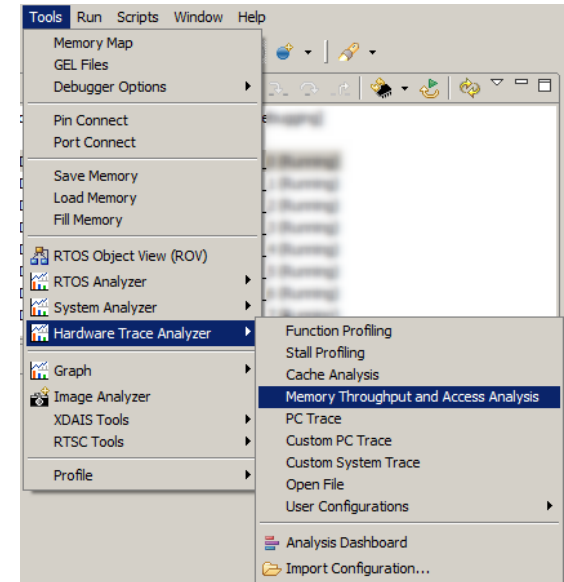 Tools Run Scripts Window Help
Memory Map
GEL Files
Debugger Options
Pin Connect
Port Connect
Save Memory
Load Memory
Fill Memory
RTOS Object View (ROV)
RTOS Analyzer
System Analyzer
Hardware Trace Analyzer
Graph
Image Analyzer
XDAIS Tools
RTSC Tools
Profile
Function Profiling
Stall Profiling
Cache Analysis
Memory Throughput and Access Analysis
PC Trace
Custom PC Trace
Custom System Trace
Open File
User Configurations
Analysis Dashboard
Import Configuration...